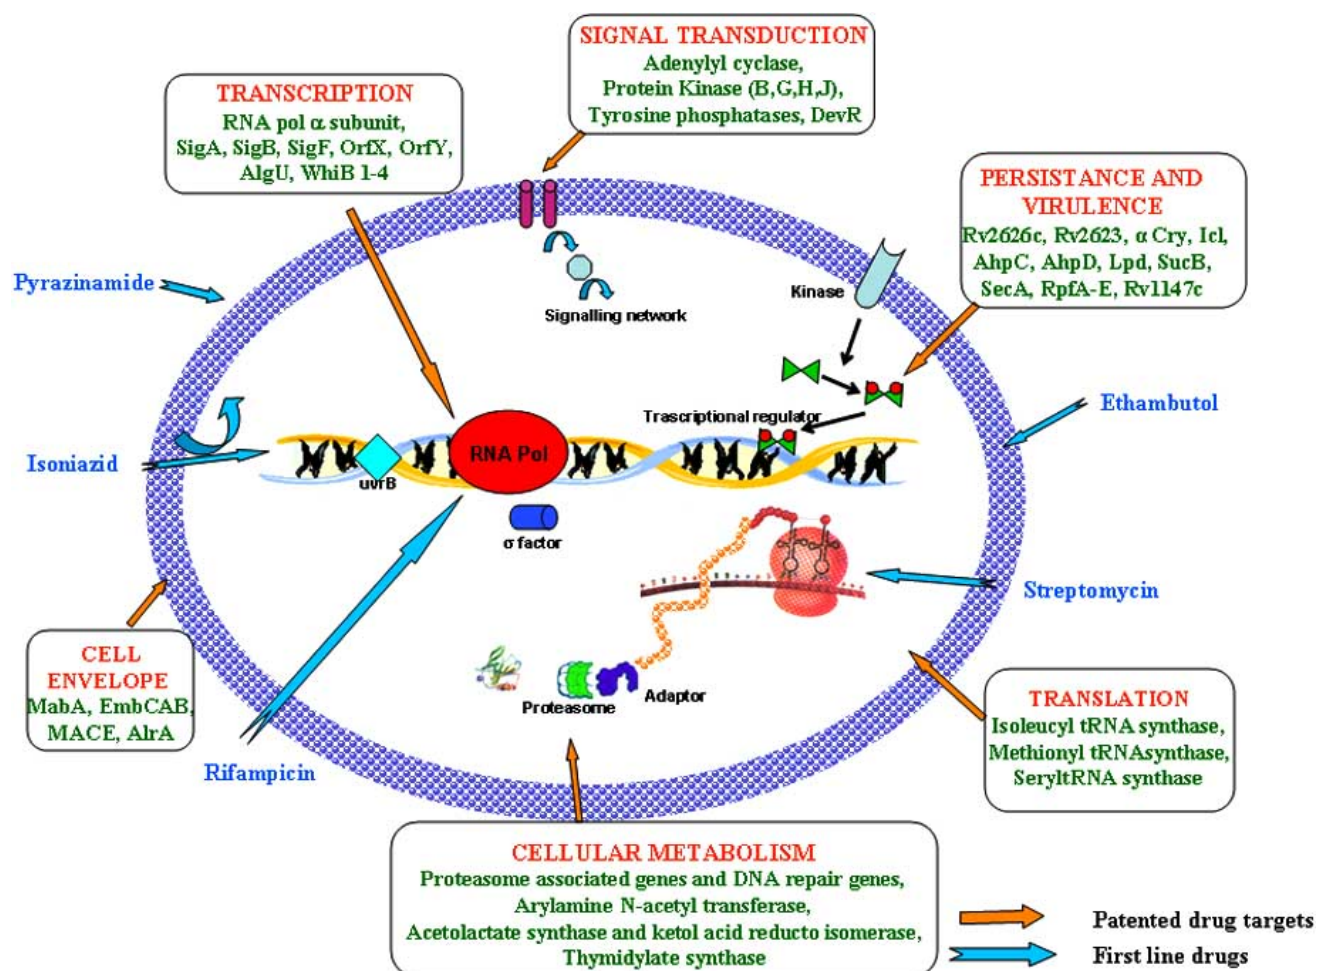 SIGNAL TRANSDUCTION
Adenylyl cyclase,
Protein Kinase (B,G,H,J),
Tyrosine phosphatases, DevR
TRANSCRIPTION
RNA pol α subunit,
SigA, SigB, SigF, OrfX, OrfY,
AlgU, WhiB 1-4
PERSISTANCE AND
VIRULENCE
Rv2626c, Rv2623, α Cry, Icl,
AhpC, AhpD, Lpd, SucB,
SecA, RpfA-E, Rv1147c
Pyrazinamide
Kinase
Signalling network
Ethambutol
Trascriptional regulator
Isoniazid
RNA Pol
uvrB
σ factor
Streptomycin
CELL
ENVELOPE
MabA, EmbCAB,
MACE, AlrA
Adaptor
Proteasome
Rifampicin
TRANSLATION
Isoleucyl tRNA synthase,
Methionyl tRNAsynthase,
SeryltRNA synthase
CELLULAR METABOLISM
Proteasome associated genes and DNA repair genes,
Arylamine N-acetyl transferase,
Acetolactate synthase and ketol acid reducto isomerase,
Thymidylate synthase
Patented drug targets
First line drugs